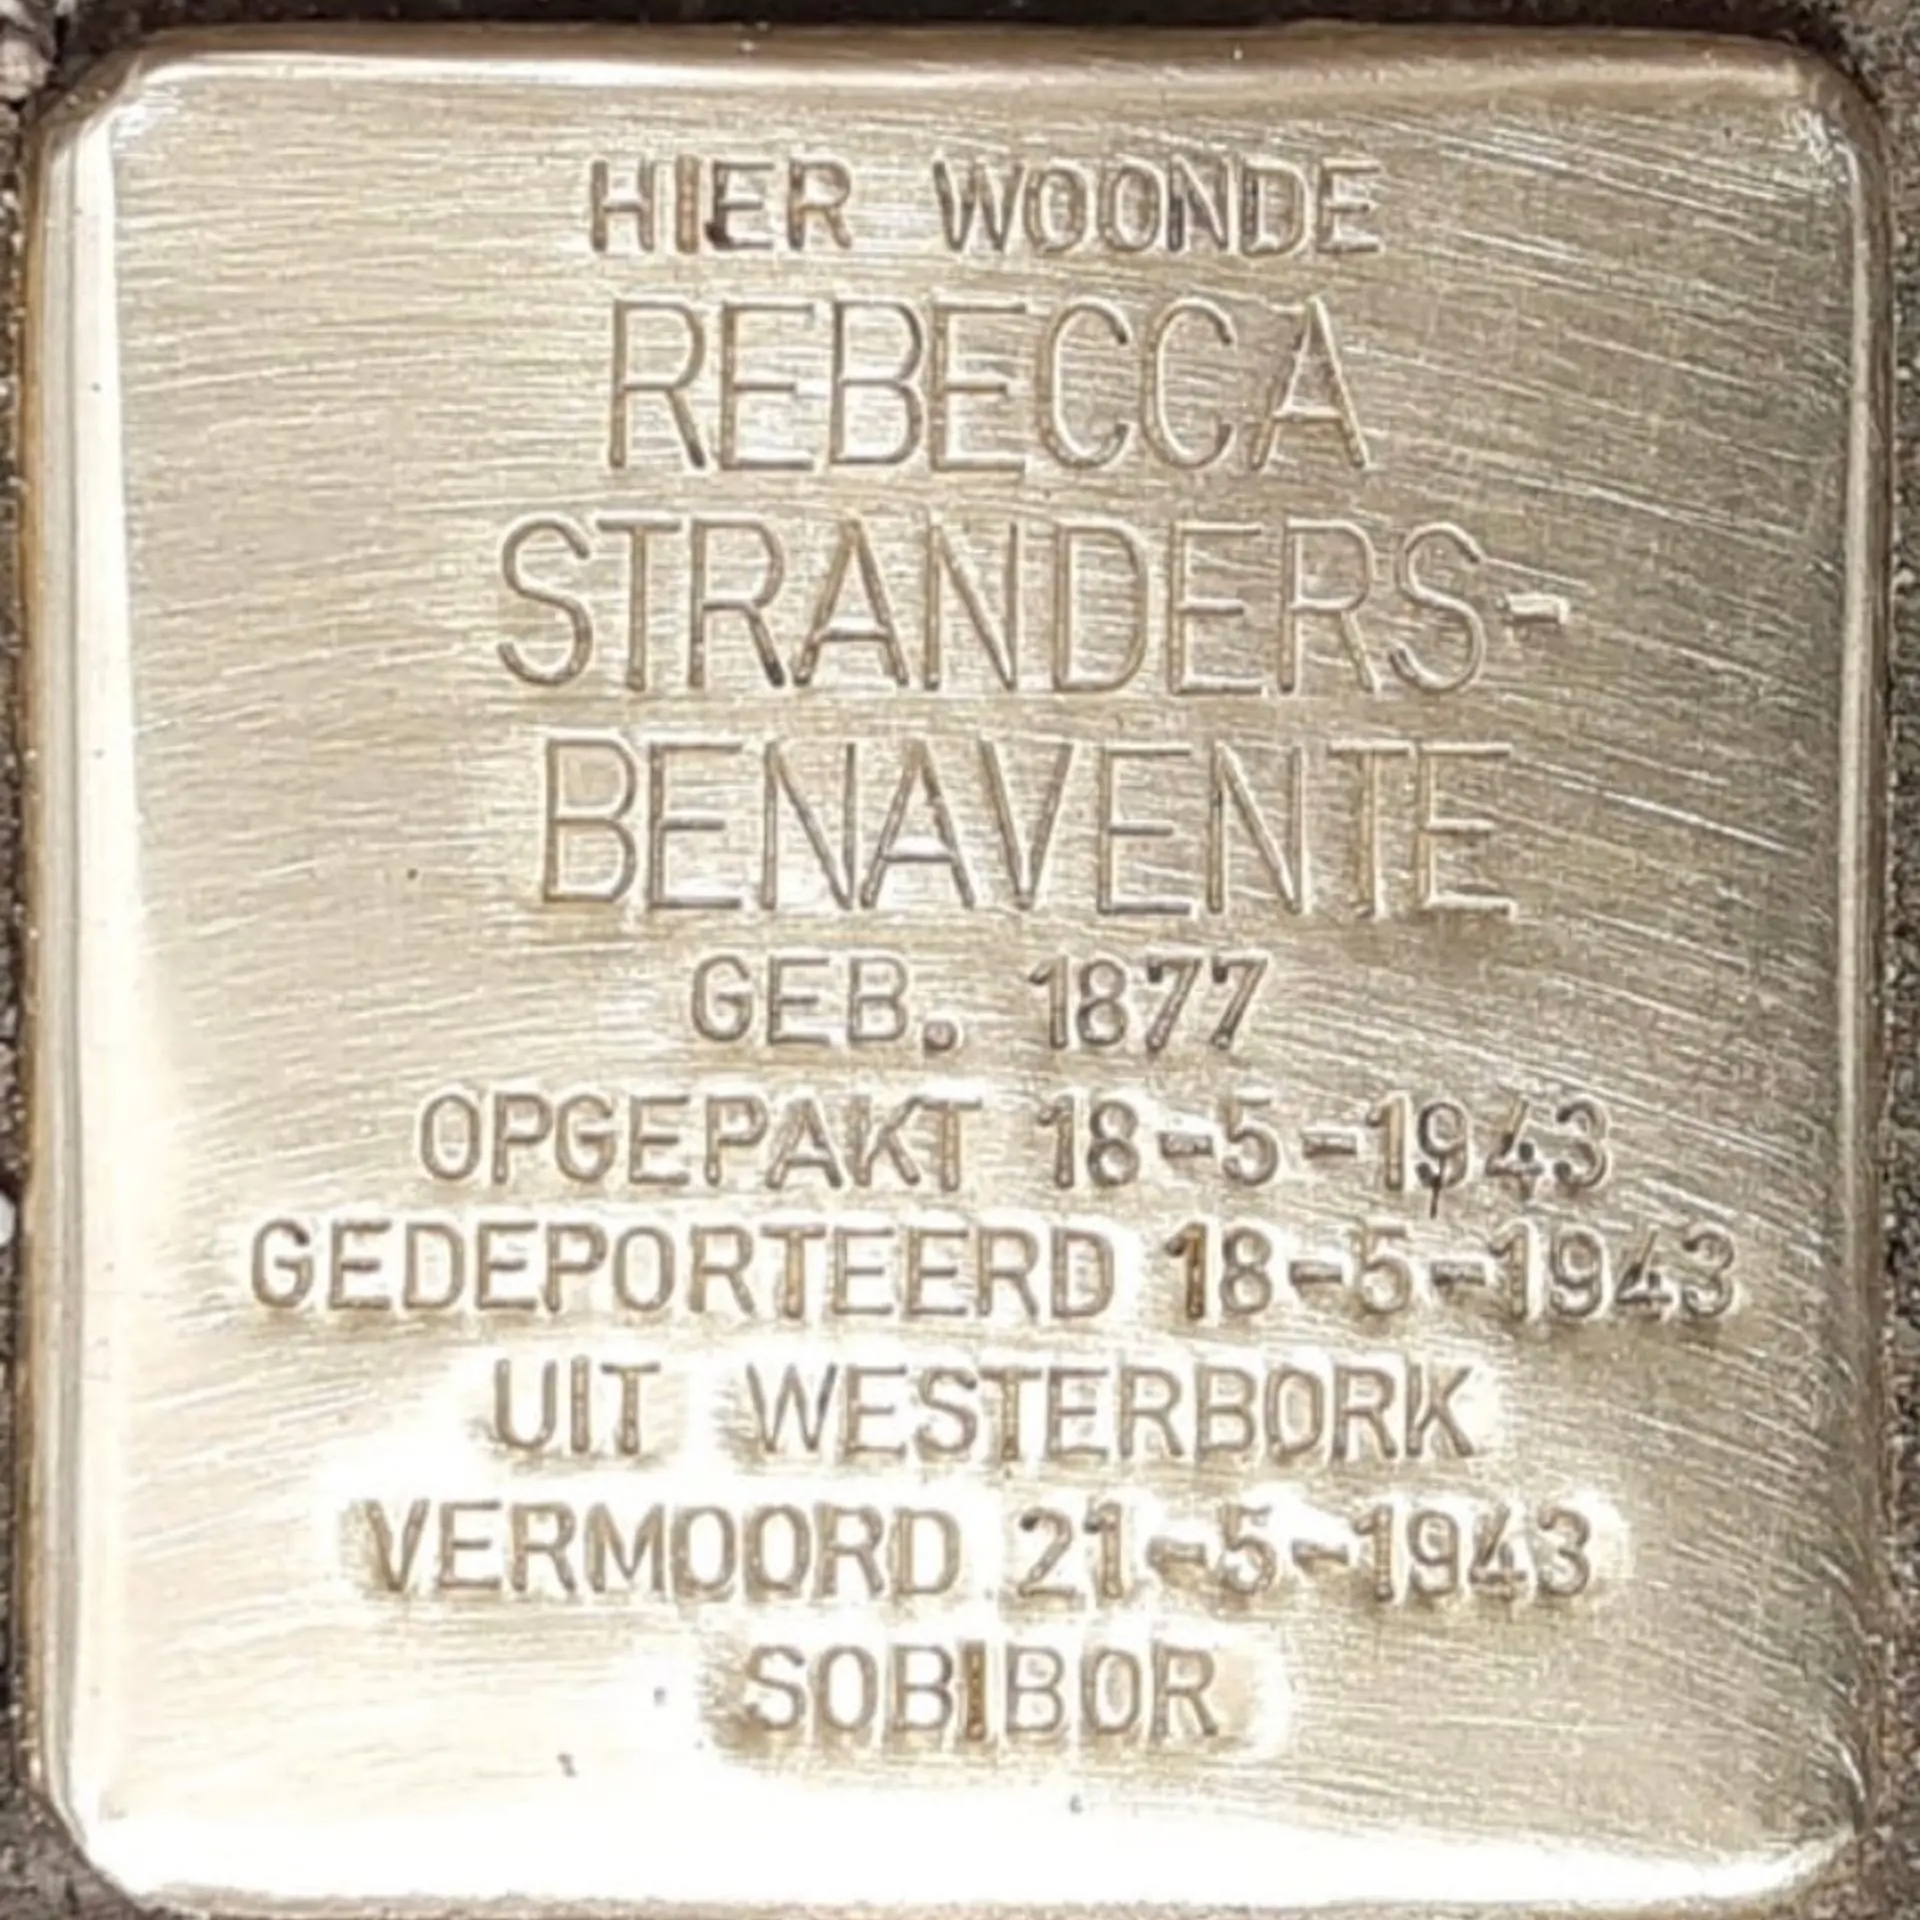 HIER WOONDE
REBECCA
STRANDERS-
BENAVENTE
GEB. 1877
OPGEPAKT 18-5-1943
GEDEPORTEERD 18-5-1943
UIT WESTERBORK
VERMOORD 21-5-1943
SOBIBOR